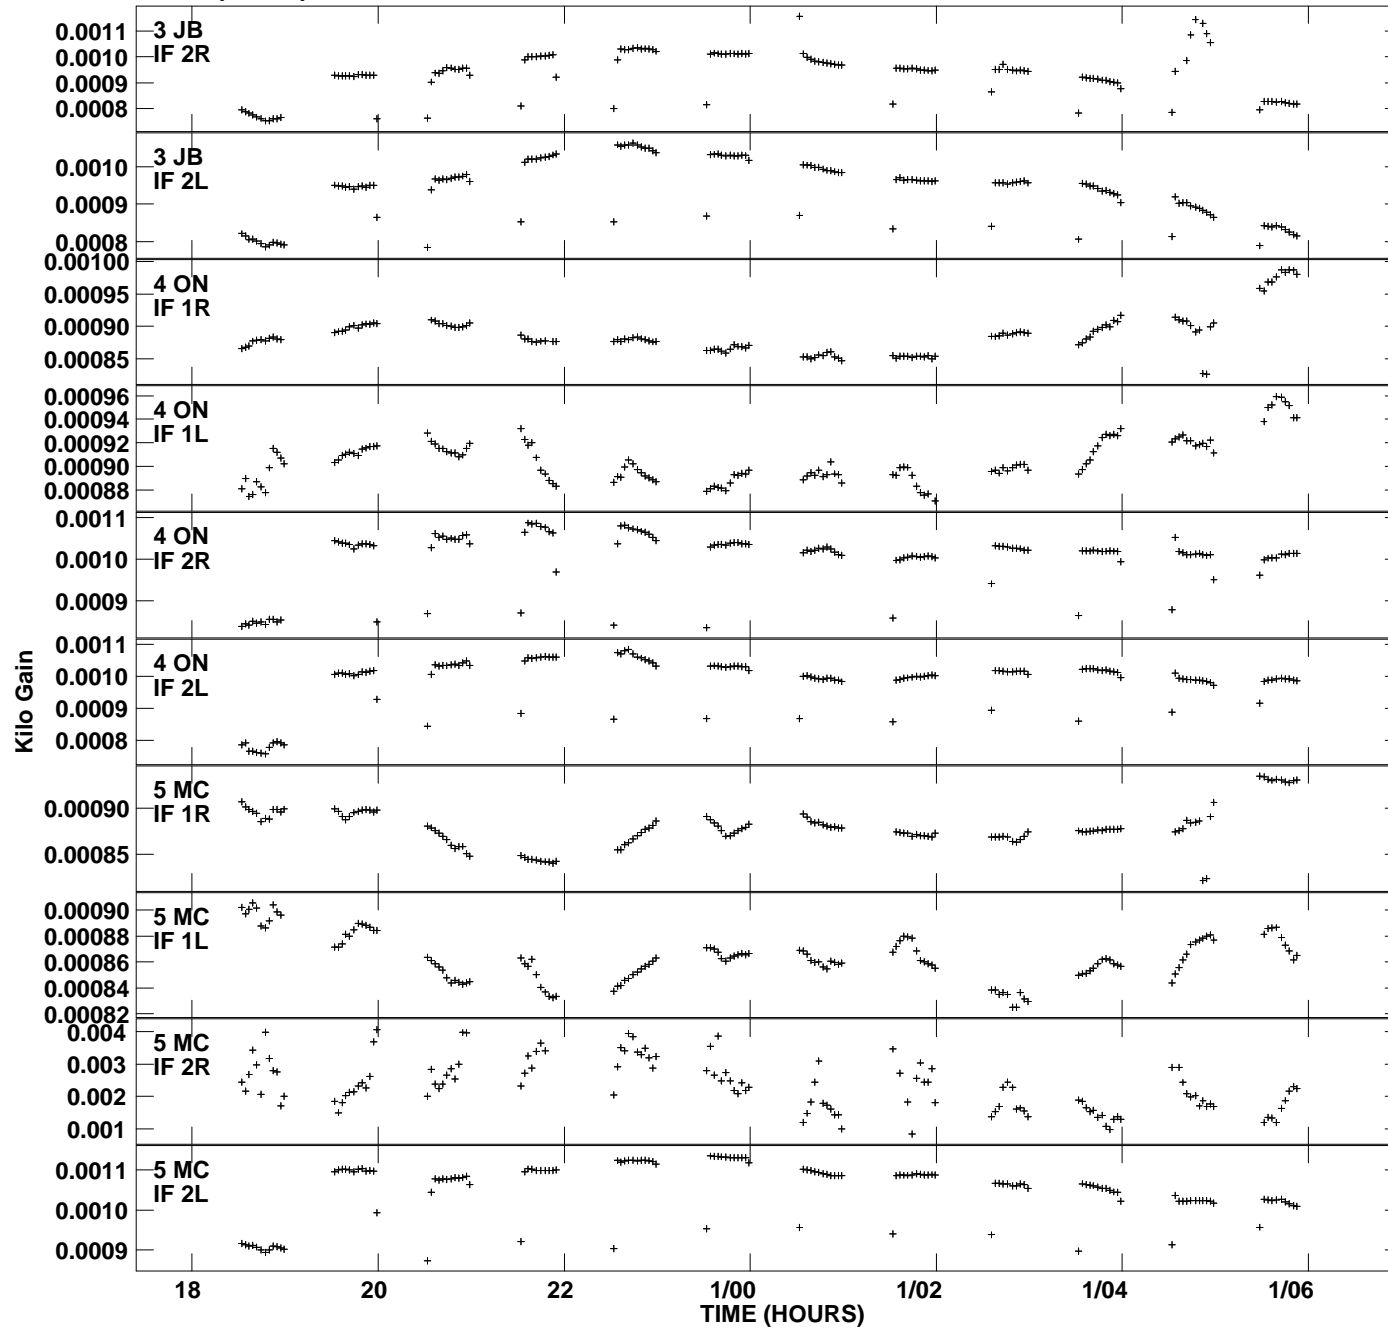 0.0011
0.0010
0.0009
0.0008
3 JB
IF 2R
0.0010
0.0009
0.0008
3 JB
IF 2L
0.00100
0.00095
0.00090
0.00085
4 ON
IF 1R
0.00096
0.00094
0.00092
0.00090
0.00088
4 ON
IF 1L
0.0011
0.0010
0.0009
4 ON
IF 2R
0.0011
0.0010
0.0009
0.0008
4 ON
IF 2L
Kilo Gain
0.00090
0.00085
5 MC
IF 1R
0.00090
0.00088
0.00086
0.00084
0.00082
5 MC
IF 1L
0.004
0.003
0.002
0.001
5 MC
IF 2R
0.0011
0.0010
0.0009
5 MC
IF 2L
18 20 22 1/00 1/02 1/04 1/06
TIME (HOURS)